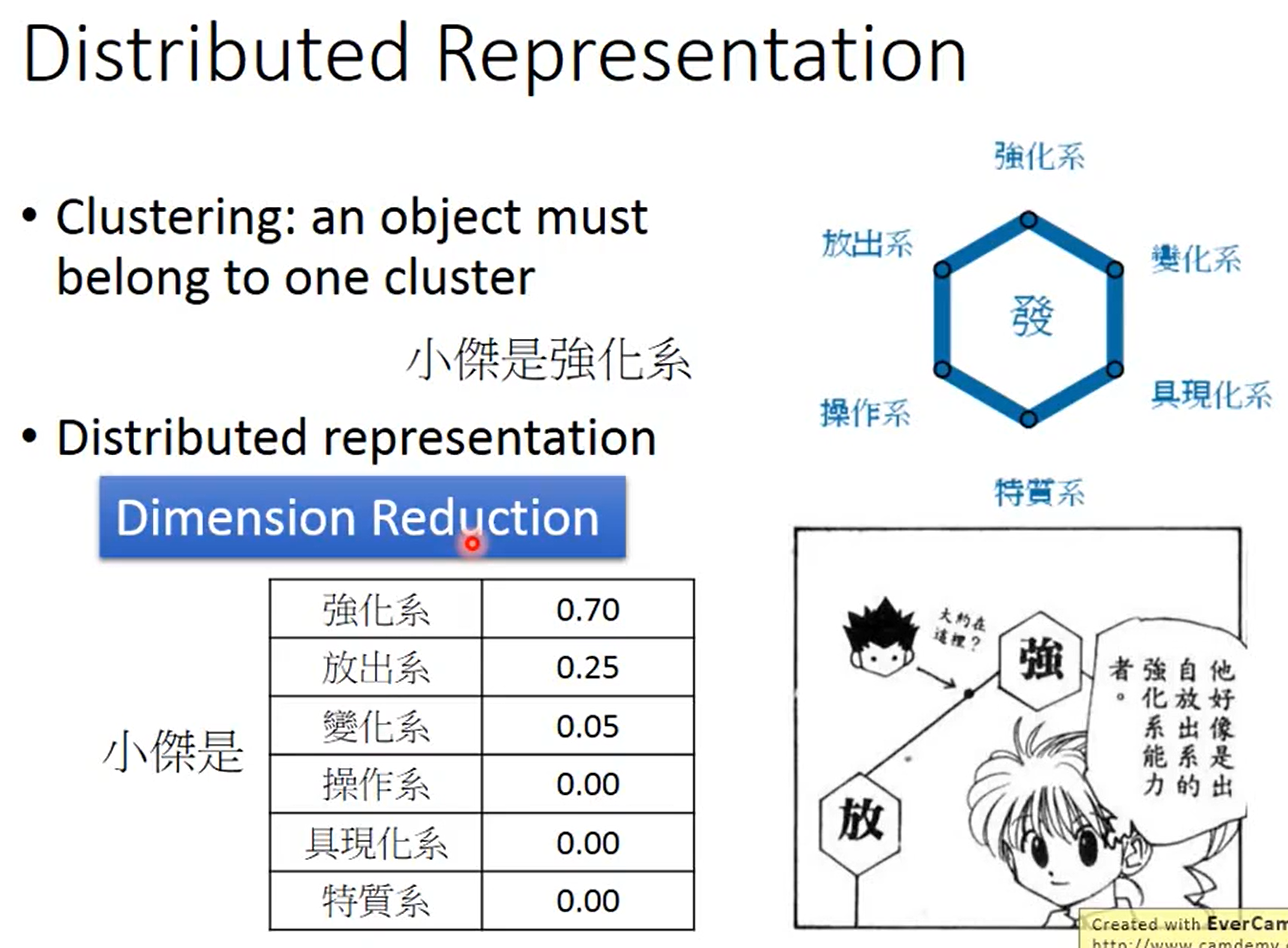 Distributed Representation
• Clustering: an object must
belong to one cluster
小傑是強化系
• Distributed representation
Dimension Reduction
小傑是
強化系 0.70
放出系 0.25
變化系 0.05
操作系 0.00
具現化系 0.00
特質系 0.00
強化系
放出系
變化系
發
操作系
具現化系
特質系
大約在
這裡?
強
放
他好像是出
自放出系的
強化系能力
者。
Created with EverCam
http://www.camdemy.